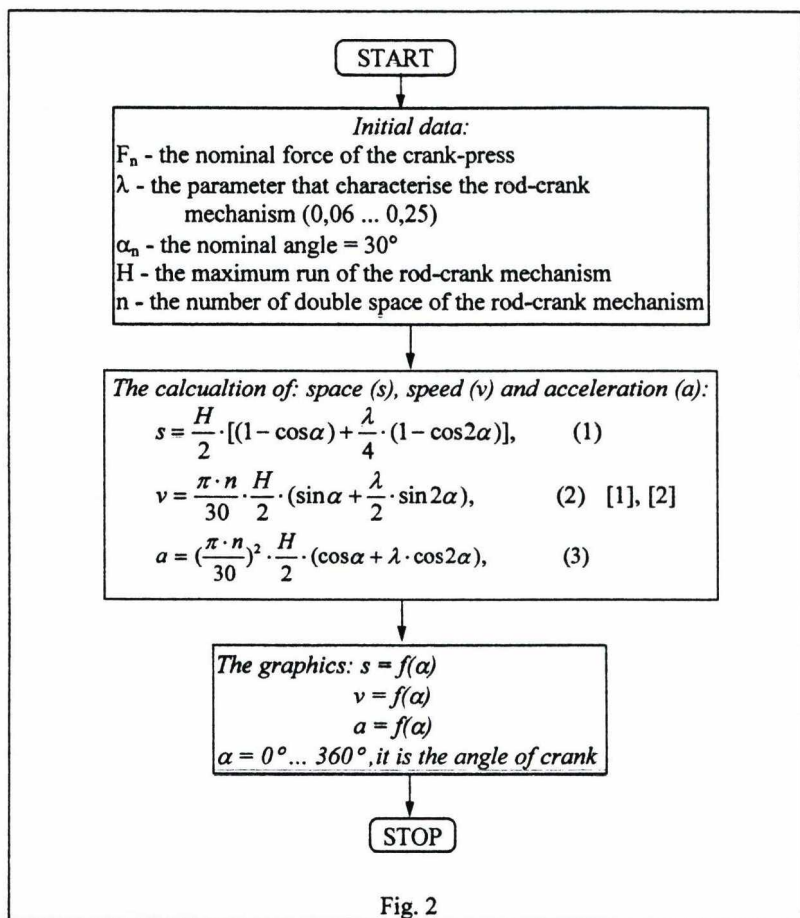 START
Initial data:
Fₙ - the nominal force of the crank-press
λ - the parameter that characterise the rod-crank
mechanism (0,06 ... 0,25)
αₙ - the nominal angle = 30°
H - the maximum run of the rod-crank mechanism
n - the number of double space of the rod-crank mechanism
The calcualtion of: space (s), speed (v) and acceleration (a):
s = H/2 · [(1 - cosα) + λ/4 · (1 - cos2α)], (1)
v = π · n/30 · H/2 · (sinα + λ/2 · sin2α), (2) [1], [2]
a = (π · n/30)² · H/2 · (cosα + λ · cos2α), (3)
The graphics: s = f(α)
v = f(α)
a = f(α)
α = 0° ... 360°, it is the angle of crank
STOP
Fig. 2